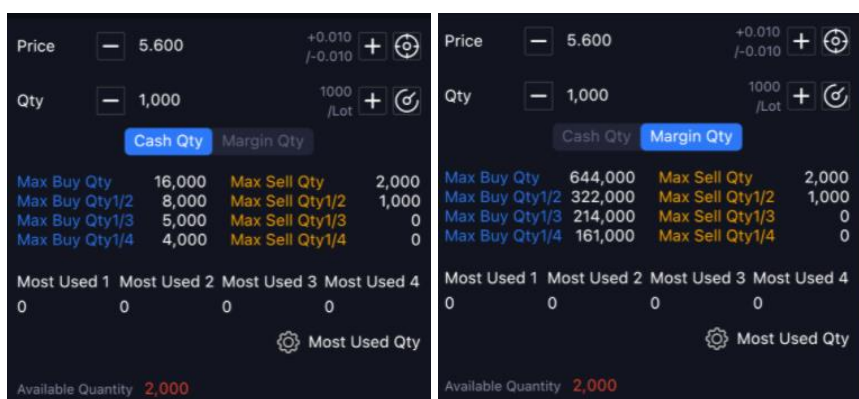 Price — 5.600 +0.010 /-0.010 +
Qty — 1,000 1000 /Lot +
Cash Qty Margin Qty
Max Buy Qty 16,000 Max Sell Qty 2,000
Max Buy Qty1/2 8,000 Max Sell Qty1/2 1,000
Max Buy Qty1/3 5,000 Max Sell Qty1/3 0
Max Buy Qty1/4 4,000 Max Sell Qty1/4 0
Most Used 1 Most Used 2 Most Used 3 Most Used 4
0 0 0 0
Most Used Qty
Available Quantity 2,000
Price — 5.600 +0.010 /-0.010 +
Qty — 1,000 1000 /Lot +
Cash Qty Margin Qty
Max Buy Qty 644,000 Max Sell Qty 2,000
Max Buy Qty1/2 322,000 Max Sell Qty1/2 1,000
Max Buy Qty1/3 214,000 Max Sell Qty1/3 0
Max Buy Qty1/4 161,000 Max Sell Qty1/4 0
Most Used 1 Most Used 2 Most Used 3 Most Used 4
0 0 0 0
Most Used Qty
Available Quantity 2,000